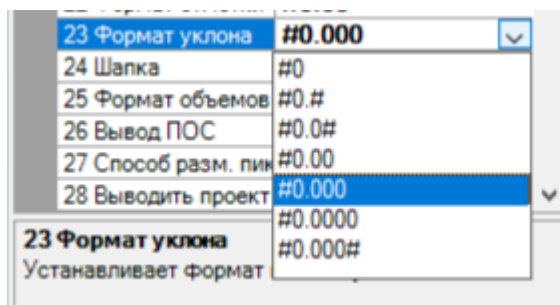 23 Формат уклона #0.000
24 Шапка #0
25 Формат объемов #0.#
26 Вывод ПОС #0.0#
27 Способ разм. пик #0.00
28 Выводить проект #0.000
#0.0000
#0.000#
23 Формат уклона
Устанавливает формат